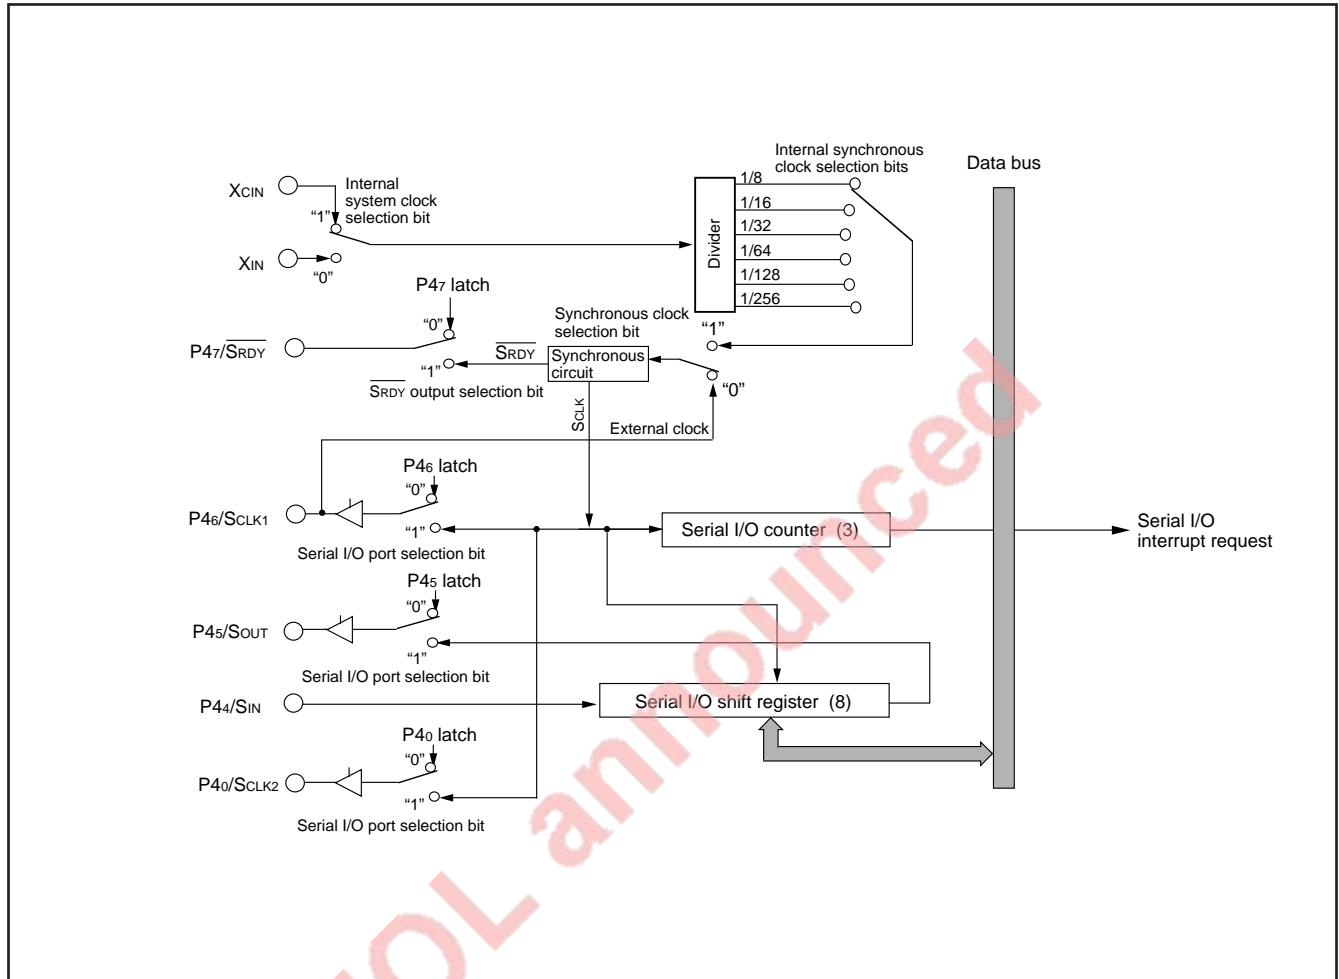 Internal synchronous
clock selection bits
Data bus
XCIN
Internal
system clock
selection bit
“1”
XIN
“0”
Divider
1/8
1/16
1/32
1/64
1/128
1/256
P47 latch
“0”
Synchronous clock
selection bit
“1”
P47/SRDY
“1”
SRDY
Synchronous
circuit
“0”
SRDY output selection bit
SCLK
External clock
P46 latch
“0”
P46/SCLK1
“1”
Serial I/O counter (3)
Serial I/O
interrupt request
Serial I/O port selection bit
P45 latch
“0”
P45/SOUT
“1”
Serial I/O port selection bit
P44/SIN
Serial I/O shift register (8)
P40 latch
“0”
P40/SCLK2
“1”
Serial I/O port selection bit
announced